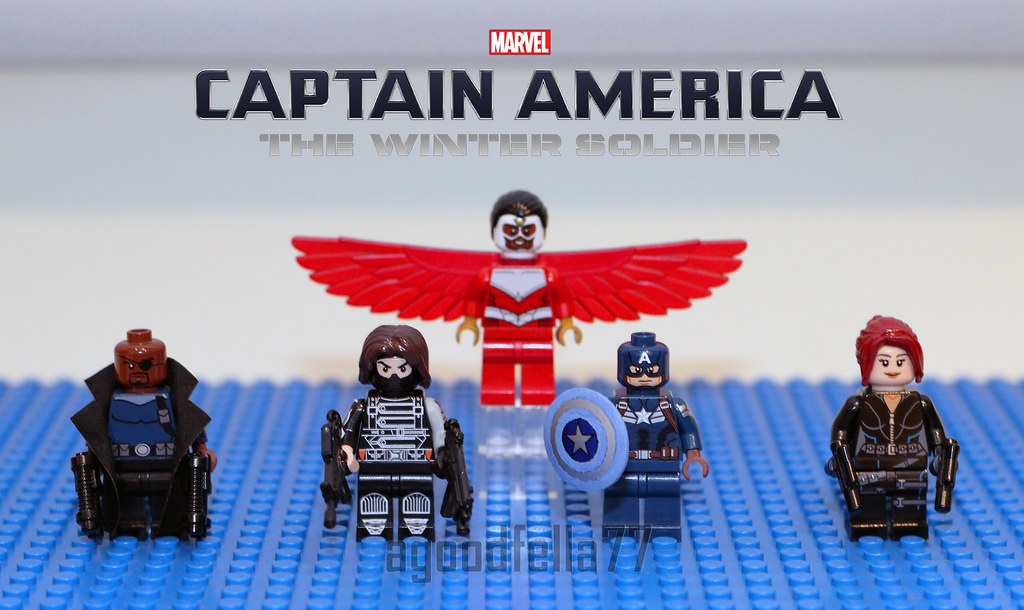 MARVEL
CAPTAIN AMERICA
THE WINTER SOLDIER
A
agoodfella77